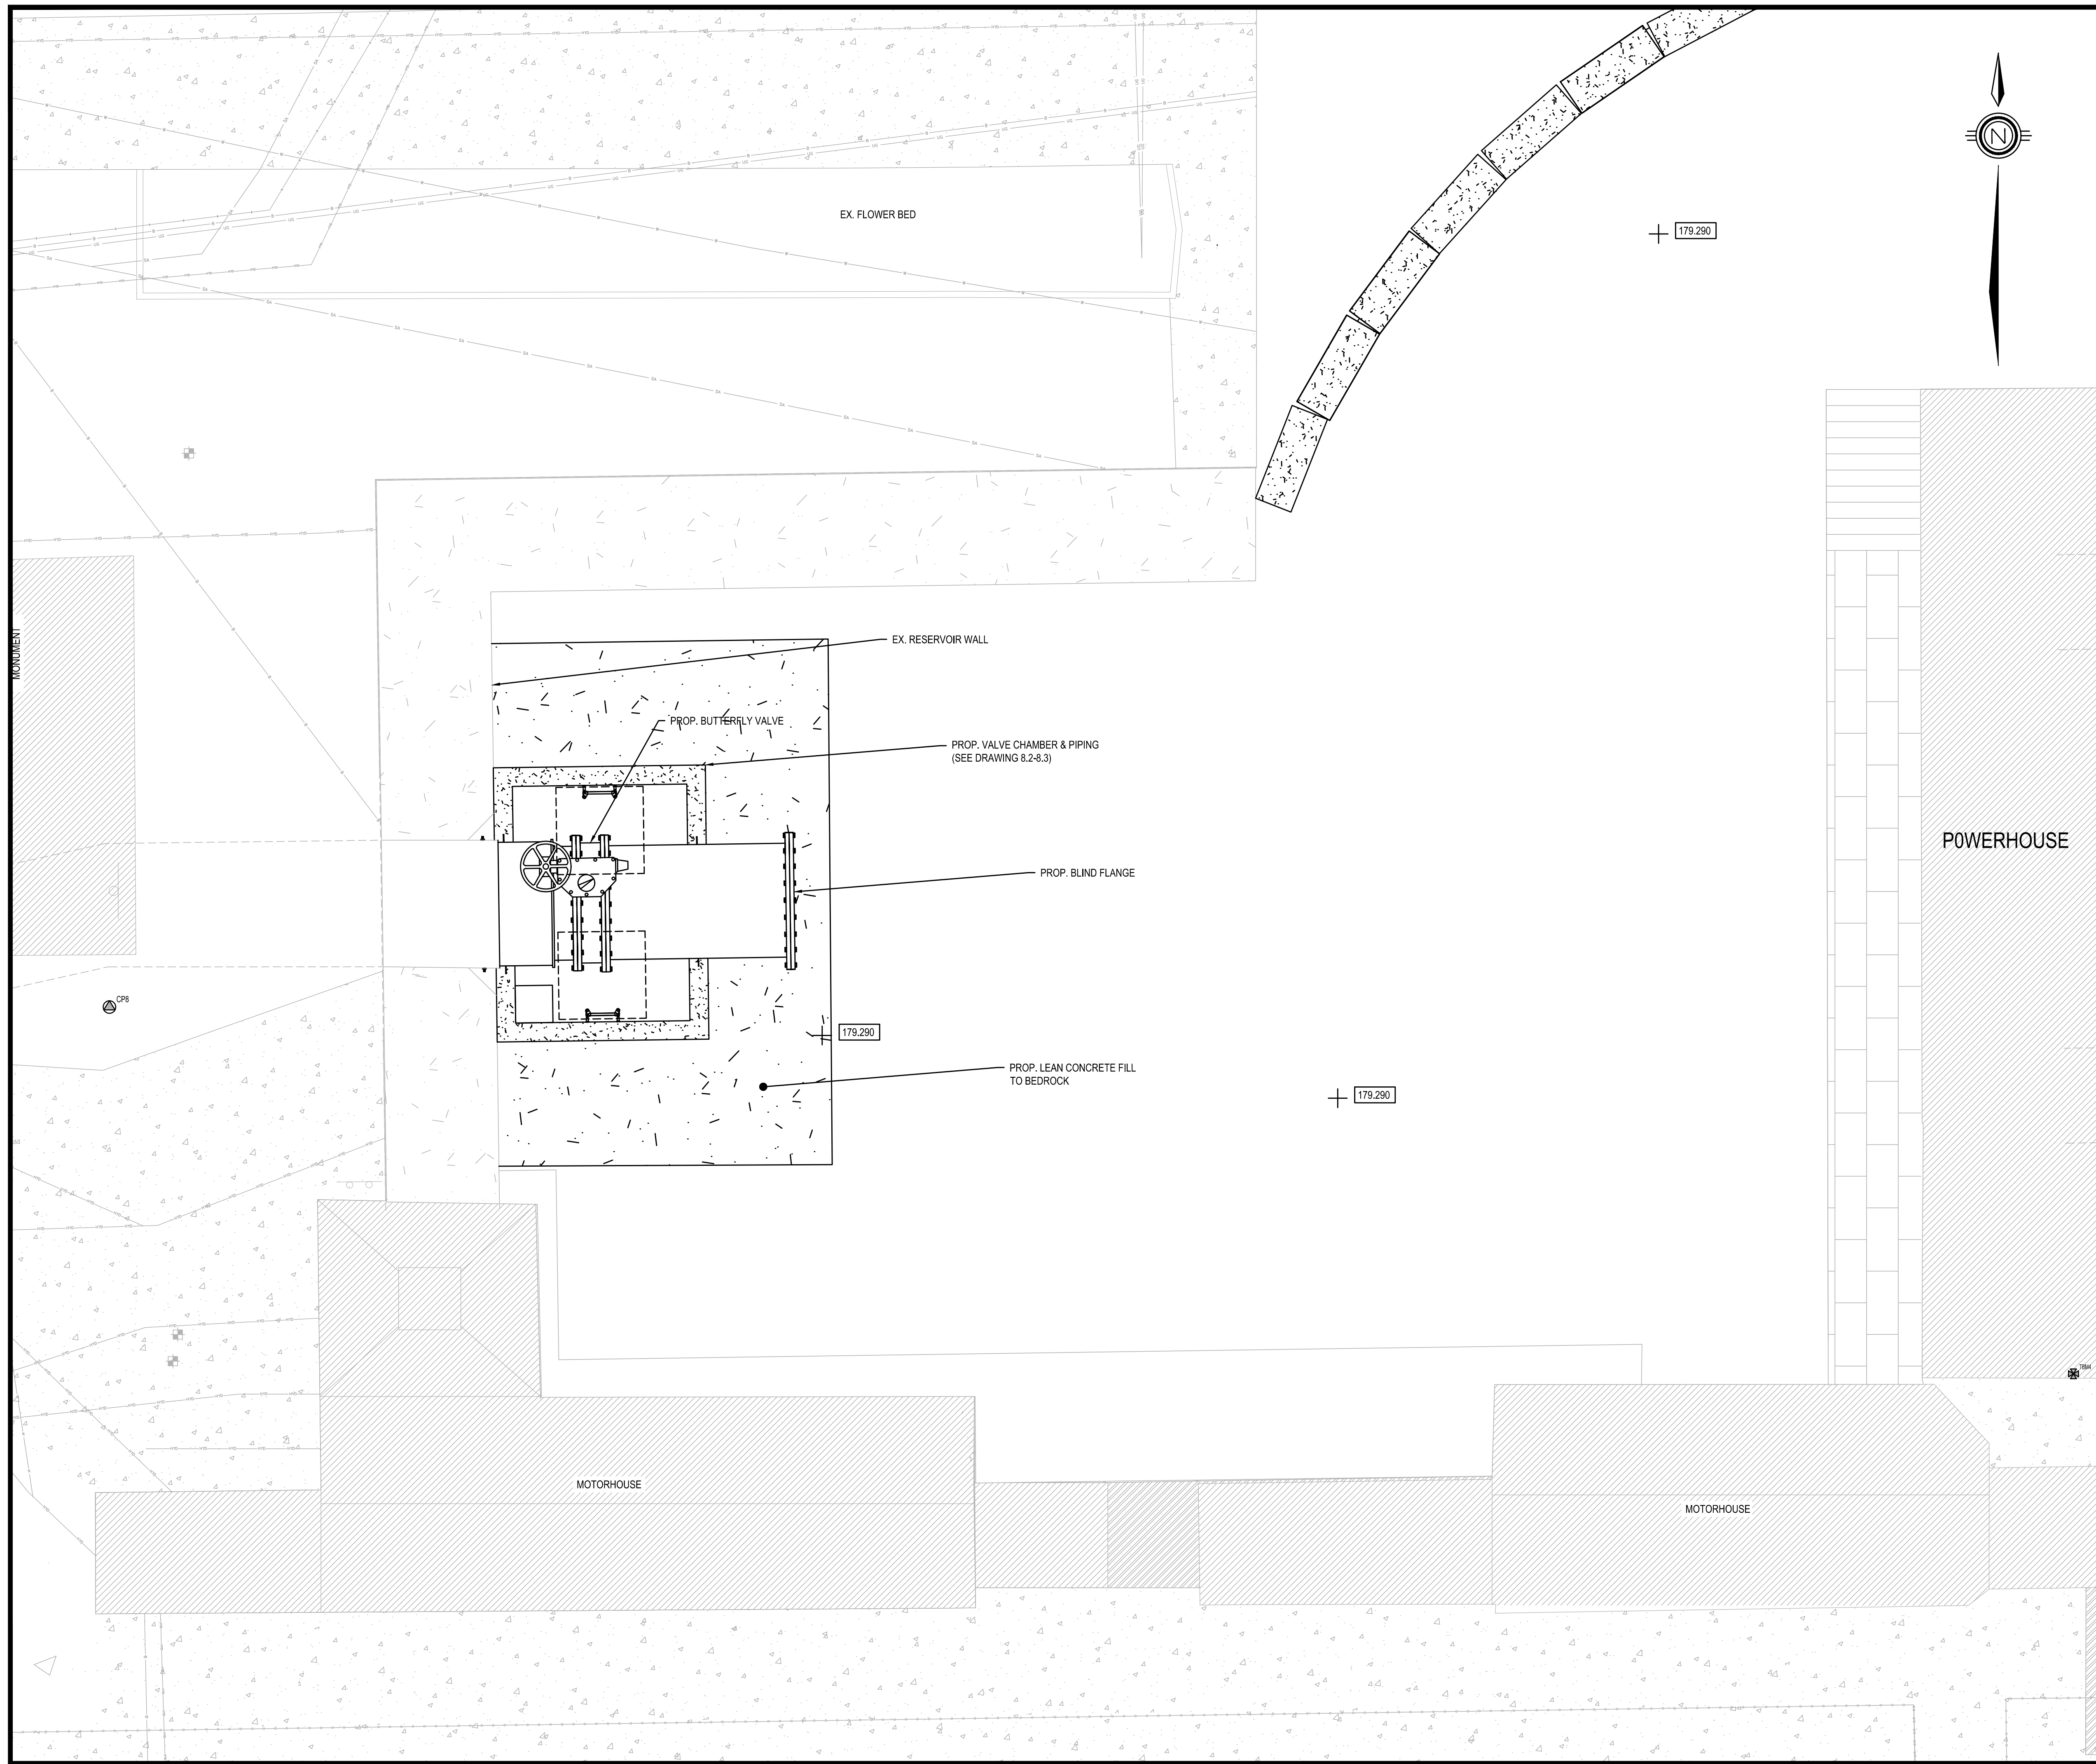 EX. FLOWER BED
179.290
N
MONUMENT
EX. RESERVOIR WALL
PROP. BUTTERFLY VALVE
PROP. VALVE CHAMBER & PIPING
(SEE DRAWING 8.2-8.3)
P0WERHOUSE
PROP. BLIND FLANGE
CP8
179.290
PROP. LEAN CONCRETE FILL
TO BEDROCK
179.290
MOTORHOUSE
MOTORHOUSE